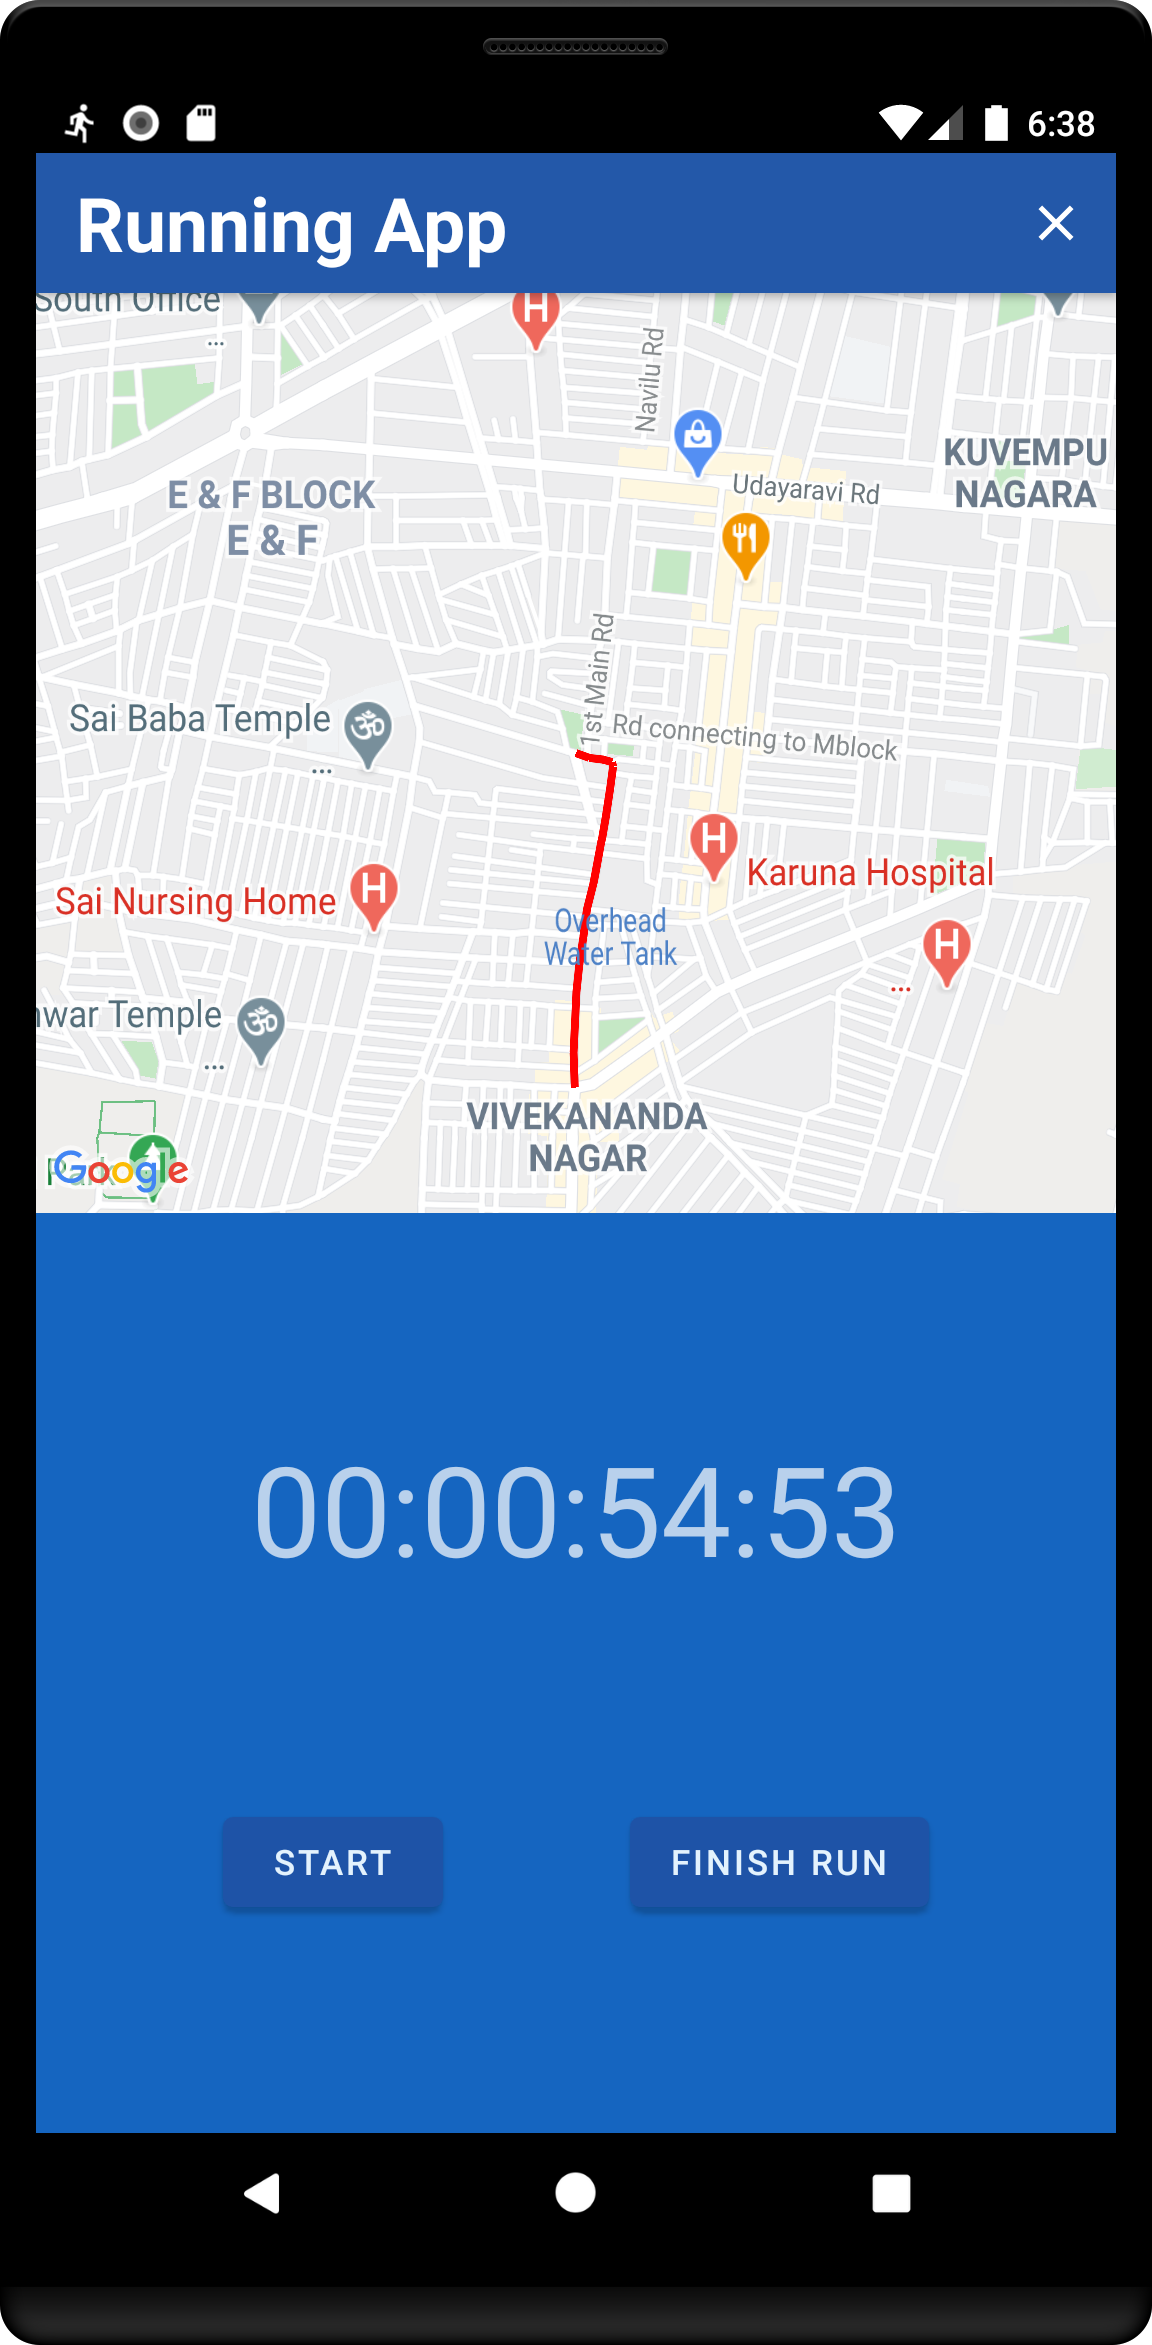 6:38
Running App
South Office
...
H
Navilu Rd
KUVEMPU
NAGARA
Udayaravi Rd
E & F BLOCK
E & F
1st Main Rd
Rd connecting to Mblock
Sai Baba Temple
...
H
Karuna Hospital
Sai Nursing Home
H
Overhead
Water Tank
H
...
war Temple
...
VIVEKANANDA
NAGAR
Google
00:00:54:53
START
FINISH RUN